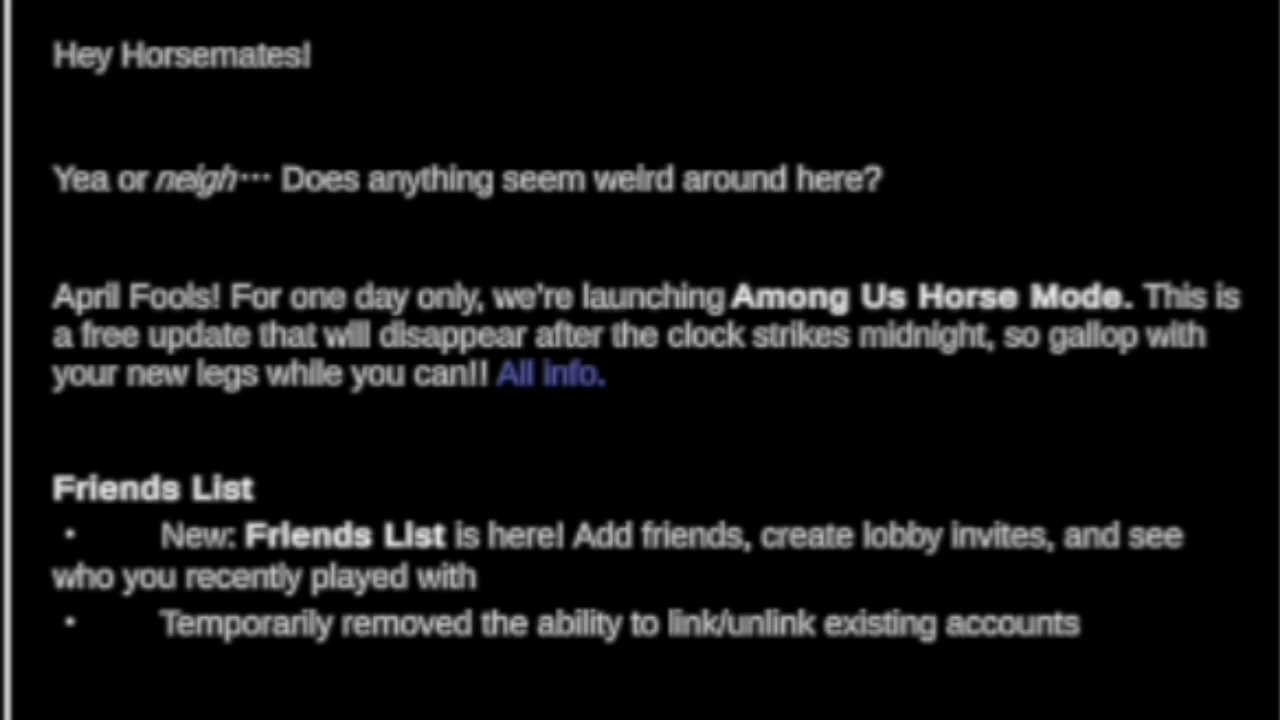 Hey Horsemates!
Yea or neigh… Does anything seem weird around here?
April Fools! For one day only, we're launching Among Us Horse Mode. This is
a free update that will disappear after the clock strikes midnight, so gallop with
your new legs while you can!! All info.
Friends List
• New: Friends List is here! Add friends, create lobby invites, and see
who you recently played with
• Temporarily removed the ability to link/unlink existing accounts